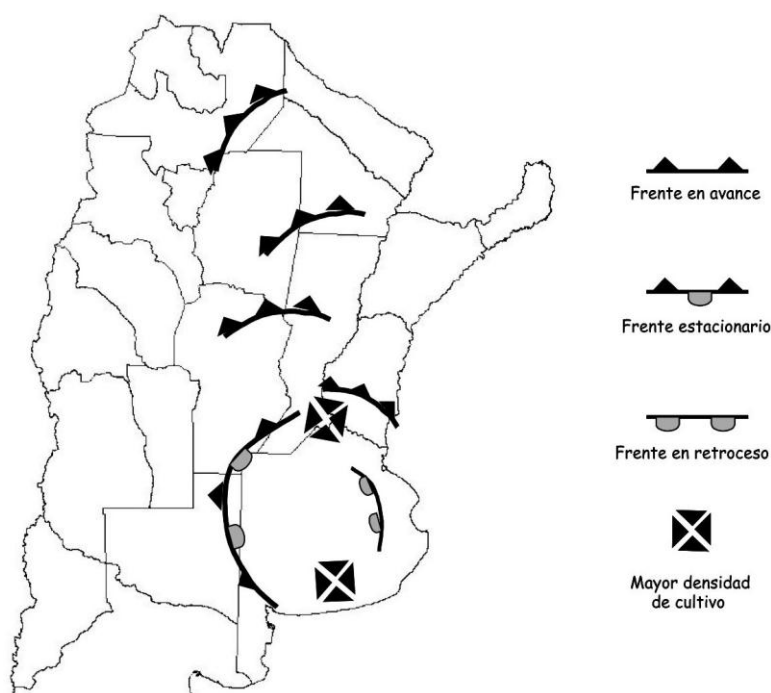 Frente en avance
Frente estacionario
Frente en retroceso
Mayor densidad
de cultivo